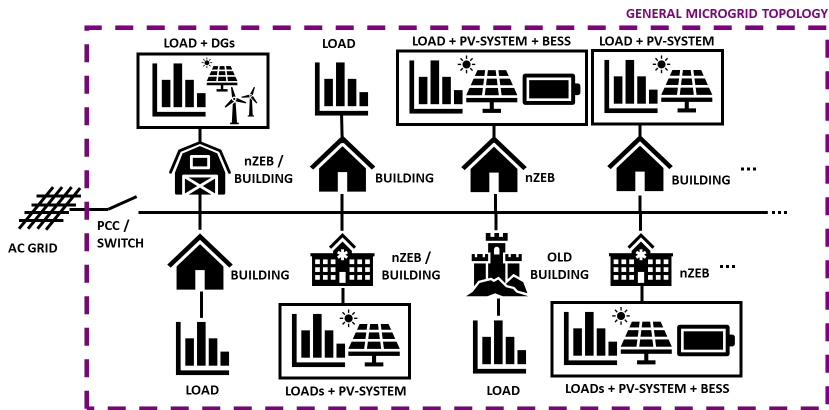 GENERAL MICROGRID TOPOLOGY
LOAD + DGs
LOAD
LOAD + PV-SYSTEM + BESS
LOAD + PV-SYSTEM
nZEB /
BUILDING
BUILDING
nZEB
BUILDING
...
...
AC GRID
PCC /
SWITCH
BUILDING
nZEB /
BUILDING
OLD
BUILDING
nZEB
...
LOAD
LOADs + PV-SYSTEM
LOAD
LOADs + PV-SYSTEM + BESS